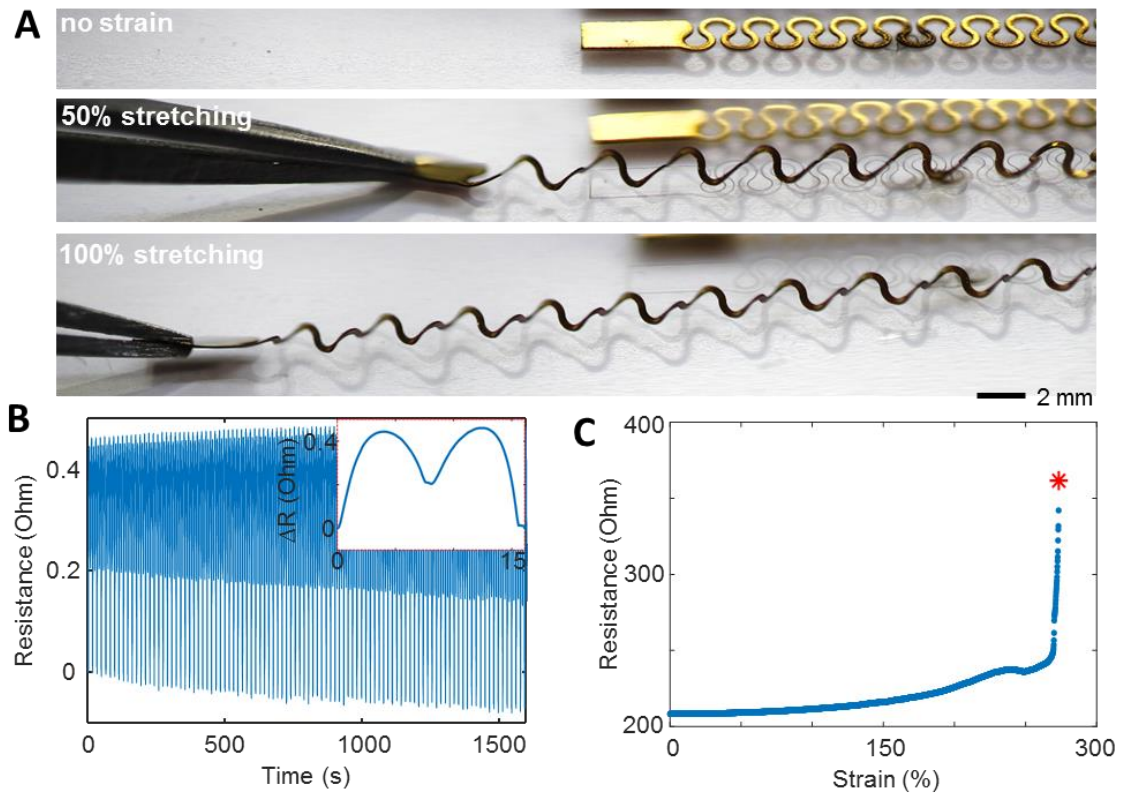 A
no strain
50% stretching
100% stretching
2 mm
B
Resistance (Ohm)
0.4
0.2
0
0
500
1000
1500
Time (s)
ΔR (Ohm)
0.4
0
0
15
C
Resistance (Ohm)
400
300
200
0
150
300
Strain (%)